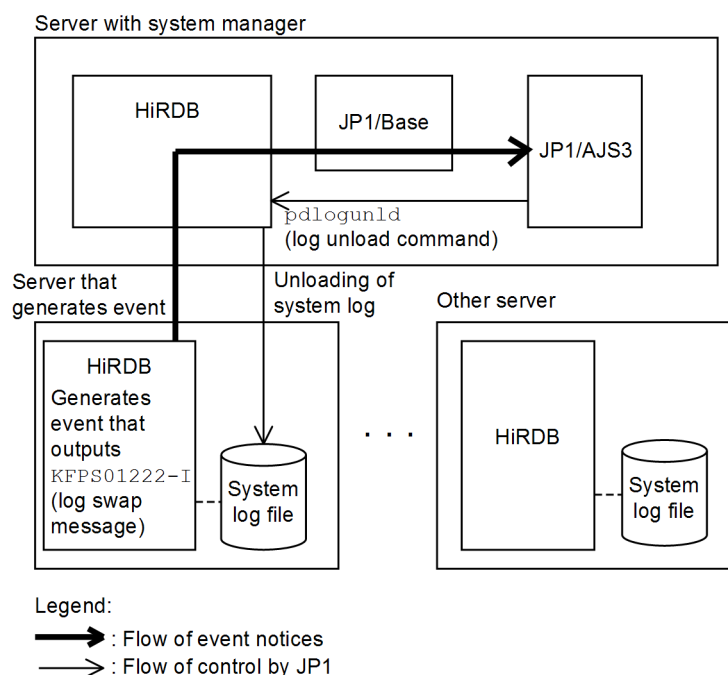 Server with system manager
HiRDB
JP1/Base
JP1/AJS3
pdlogunld
(log unload command)
Server that
generates event
Unloading of
system log
Other server
HiRDB
Generates
event that
outputs
KFPS01222-I
(log swap
message)
System
log file
. . .
HiRDB
System
log file
Legend:
: Flow of event notices
: Flow of control by JP1